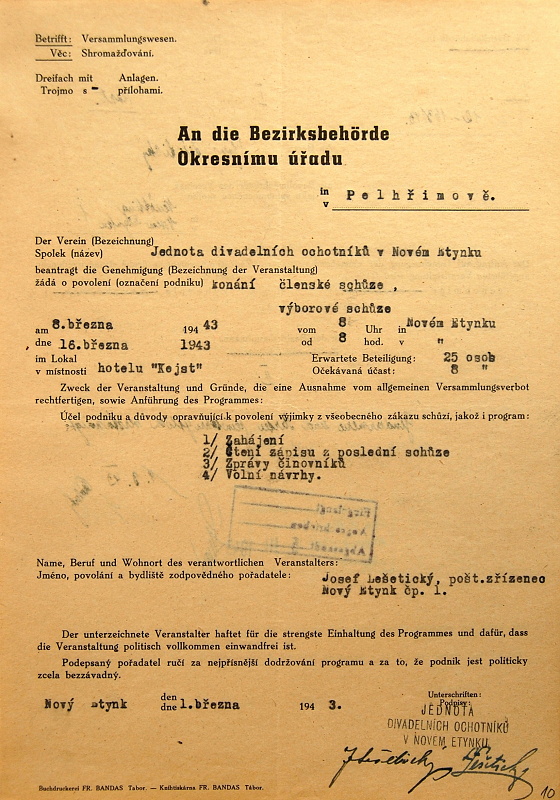 Betrifft: Versammlungswesen.
Věc: Shromažďování.
Dreifach mit Anlagen.
Trojmo s - přílohami.
An die Bezirksbehörde
Okresnímu úřadu
in
v Pelhřimově.
Der Verein (Bezeichnung)
Spolek (název) Jednota divadelních ochotníků v Novém Etynku
beantragt die Genehmigung (Bezeichnung der Veranstaltung)
žádá o povolení (označení podniku) konání členské schůze,
výborové schůze
am 8.března 194 43 vom 8 Uhr in Novém Etynku
dne 16.března 1943 od 8 hod. v "
im Lokal Erwartete Beteiligung: 25 osob
v místnosti hotelu "Kejst" Očekávaná účast: 8 "
Zweck der Veranstaltung und Gründe, die eine Ausnahme vom allgemeinen Versammlungsverbot
rechtfertigen, sowie Anführung des Programmes:
Účel podniku a důvody opravňující k povolení výjimky z všeobecného zákazu schůzí, jakož i program:
1/ Zahájení
2/ Čtení zápisu z poslední schůze
3/ Zprávy činovníků
4/ Volní návrhy.
Name, Beruf und Wohnort des verantwortlichen Veranstalters:
Jméno, povolání a bydliště zodpovědného pořadatele:
Josef Lešetický, pošt.zřízenec
Nový Etynk čp. 1.
Der unterzeichnete Veranstalter haftet für die strengste Einhaltung des Programmes und dafür, dass
die Veranstaltung politisch vollkommen einwandfrei ist.
Podepsaný pořadatel ručí za nejpřísnější dodržování programu a za to, že podnik jest politicky
zcela bezzávadný.
Nový Etynk den
dne 1.března 194 3.
Unterschriften:
Podpisy:
JEDNOTA
DIVADELNÍCH OCHOTNÍKŮ
V NOVÉM ETYNKU
10
Buchdruckerei FR. BANDAS Tabor. — Knihtiskárna FR. BANDAS Tábor.